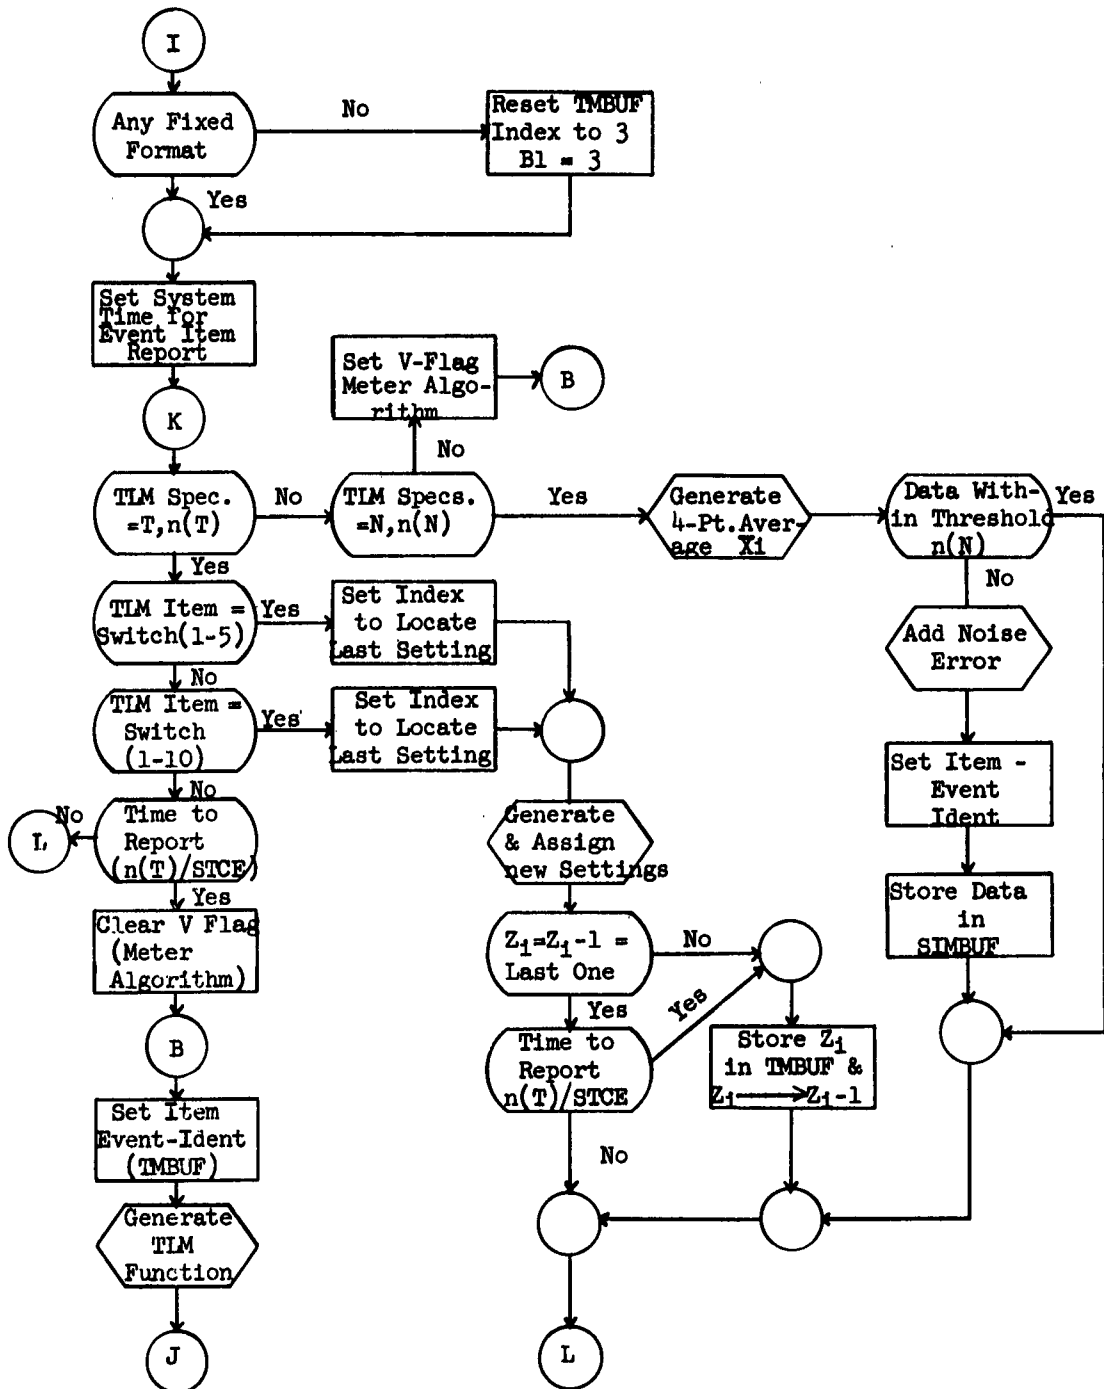 I
Any Fixed
Format
No
Reset TMBUF
Index to 3
B1 = 3
Yes
Set System
Time for
Event Item
Report
K
Set V-Flag
Meter Algo-
rithm
B
No
TLM Spec.
=T,n(T)
No
TLM Specs.
=N,n(N)
Yes
Generate
4-Pt.Aver-
age Xi
Data With-
in Threshold
n(N)
Yes
Yes
No
TLM Item =
Switch(1-5)
Yes
Set Index
to Locate
Last Setting
Add Noise
Error
No
TLM Item =
Switch
(1-10)
Yes
Set Index
to Locate
Last Setting
Set Item -
Event
Ident
No
Time to
Report
(n(T)/STCE)
No
L
Generate
& Assign
new Settings
Store Data
in
SIMBUF
Yes
Clear V Flag
(Meter
Algorithm)
Zi=Zi-1 =
Last One
No
Yes
Yes
B
Time to
Report
n(T)/STCE
Store Zi
in TMBUF &
Zi⟶Zi-1
Set Item
Event-Ident
(TMBUF)
No
Generate
TLM
Function
J
L